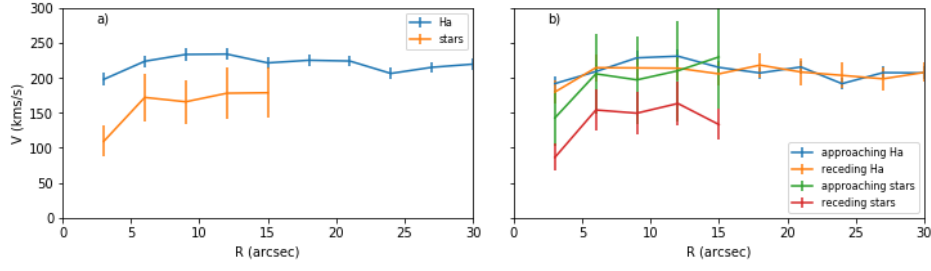 300
250
200
150
100
50
0
V (kms/s)
a)
Ha
stars
0
5
10
15
20
25
30
R (arcsec)
b)
approaching Ha
receding Ha
approaching stars
receding stars
0
5
10
15
20
25
30
R (arcsec)